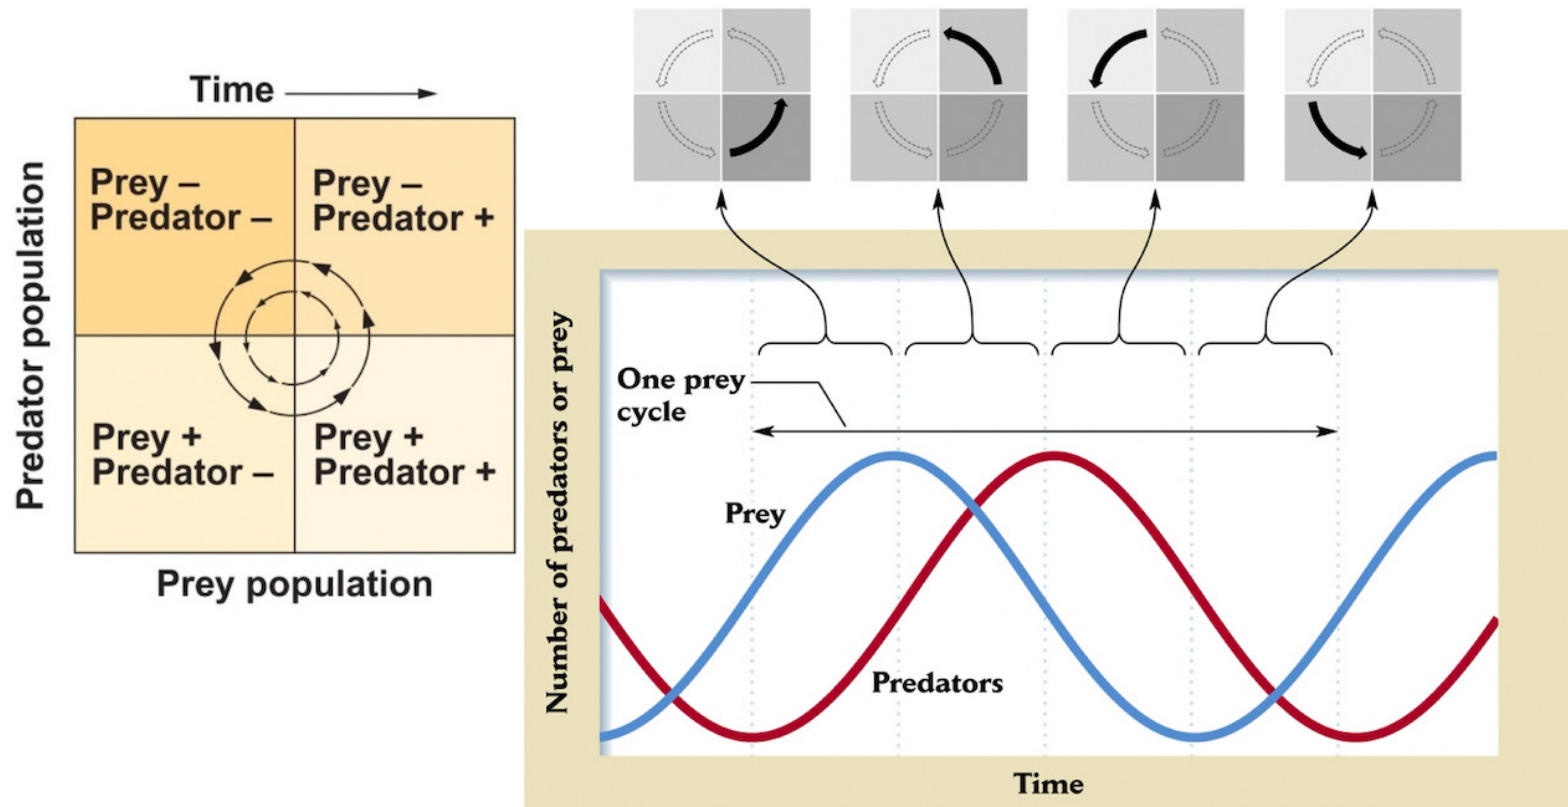 Time
Predator population
Prey –
Predator –
Prey –
Predator +
Prey +
Predator –
Prey +
Predator +
Prey population
Number of predators or prey
One prey
cycle
Prey
Predators
Time